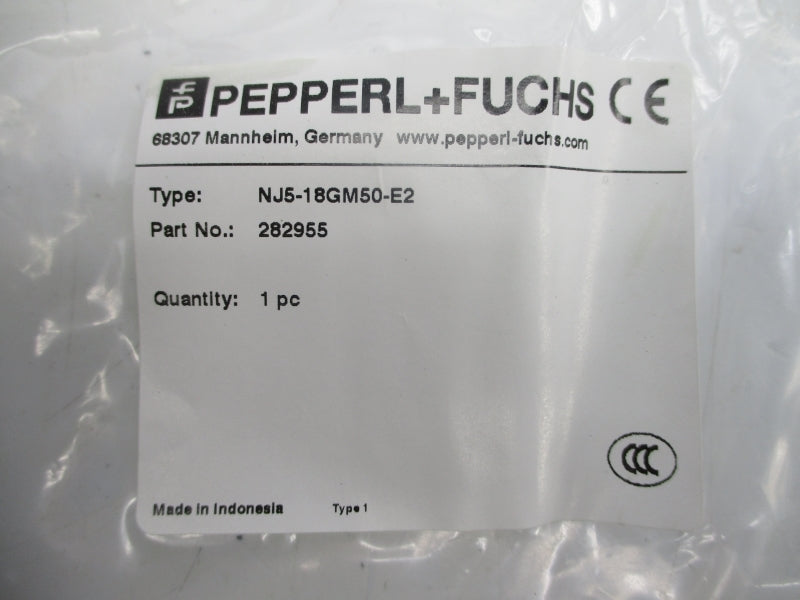 PEPPERL+FUCHS CE
68307 Mannheim, Germany www.pepperl-fuchs.com
Type: NJ5-18GM50-E2
Part No.: 282955
Quantity: 1 pc
CCC
Made in Indonesia Type 1